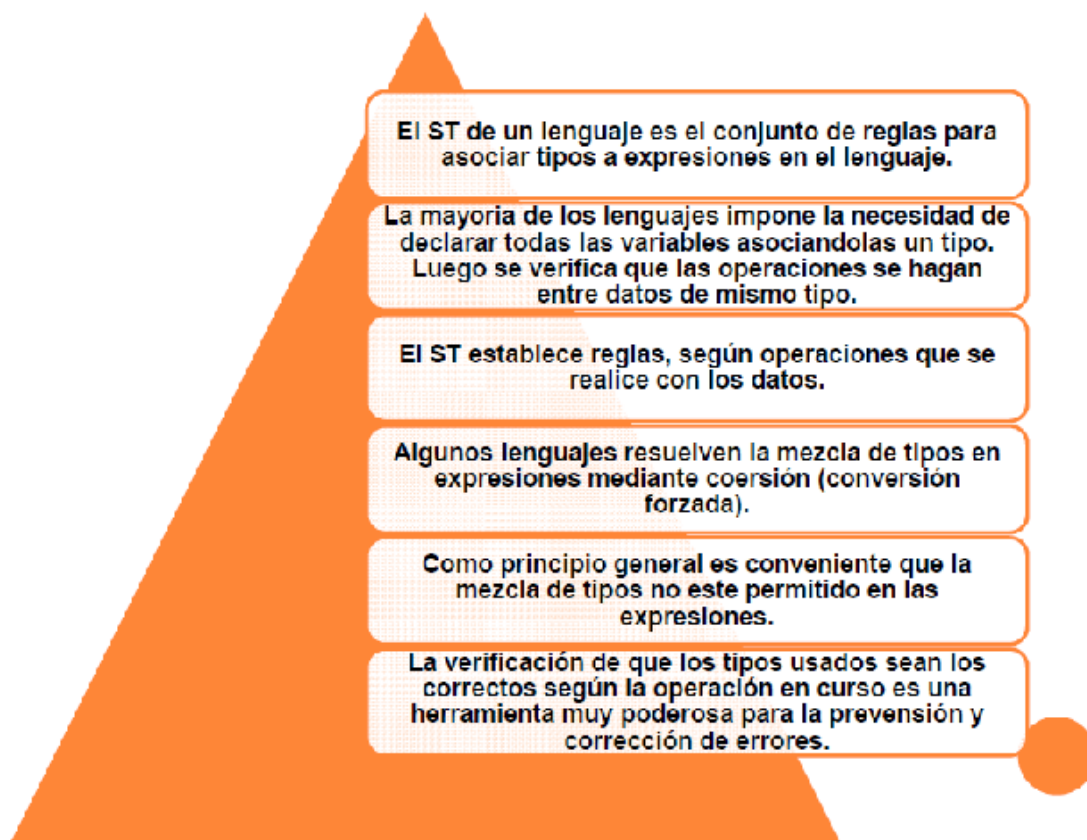 El ST de un lenguaje es el conjunto de reglas para
asociar tipos a expresiones en el lenguaje.
La mayoria de los lenguajes impone la necesidad de
declarar todas las variables asociandolas un tipo.
Luego se verifica que las operaciones se hagan
entre datos de mismo tipo.
El ST establece reglas, según operaciones que se
realice con los datos.
Algunos lenguajes resuelven la mezcla de tipos en
expresiones mediante coersión (conversión
forzada).
Como principio general es conveniente que la
mezcla de tipos no este permitido en las
expresiones.
La verificación de que los tipos usados sean los
correctos según la operación en curso es una
herramienta muy poderosa para la prevensión y
corrección de errores.